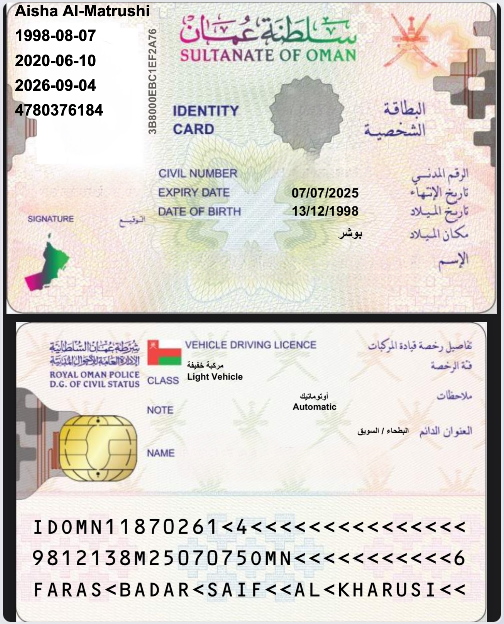 Aisha Al-Matrushi
1998-08-07
2020-06-10
2026-09-04
4780376184
3B8000EBC1EF2A76
سلطنة عمان
SULTANATE OF OMAN
IDENTITY CARD
البطاقة الشخصية
CIVIL NUMBER الرقم المدني
EXPIRY DATE 07/07/2025 تاريخ الإنتهاء
DATE OF BIRTH 13/12/1998 تاريخ الميلاد
بوشر مكان الميلاد
الإسم
SIGNATURE التوقيع
شرطة عمان السلطانية
الإدارة العامة للأحوال المدنية
ROYAL OMAN POLICE
D.G. OF CIVIL STATUS
VEHICLE DRIVING LICENCE تفاصيل رخصة قيادة المركبات
مركبة خفيفة فئة الرخصة
CLASS Light Vehicle
أوتوماتيك ملاحظات
NOTE Automatic
البطحاء / السويق العنوان الدائم
NAME
IDOMN11870261<4<<<<<<<<<<<<<<<
9812138M2507075OMN<<<<<<<<<<<6
FARAS<BADAR<SAIF<<AL<KHARUSI<<